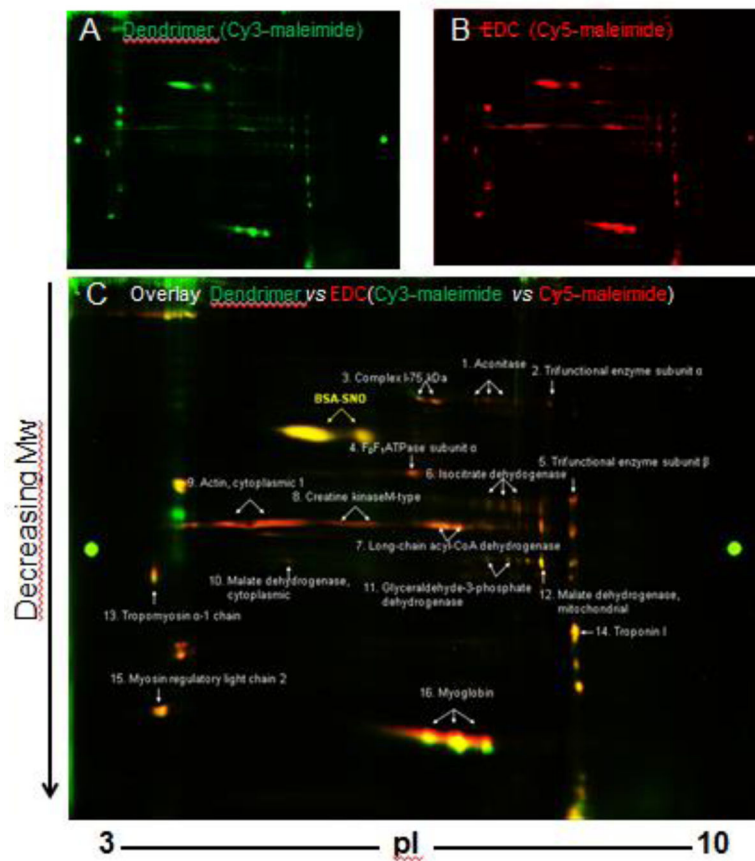 A Dendrimer (Cy3-maleimide)
B EDC (Cy5-maleimide)
C Overlay Dendrimer vs EDC(Cy3-maleimide vs Cy5-maleimide)
Decreasing Mw
1. Aconitase
2. Trifunctional enzyme subunit α
3. Complex I-75 kDa
BSA-SNO
4. F₀F₁ATPase subunit α
5. Trifunctional enzyme subunit β
6. Isocitrate dehydogenase
9. Actin, cytoplasmic 1
8. Creatine kinaseM-type
7. Long-chain acyl-CoA dehydrogenase
10. Malate dehydrogenase,
cytoplasmic
11. Glyceraldehyde-3-phosphate
dehydrogenase
12. Malate dehydrogenase,
mitochondrial
13. Tropomyosin α-1 chain
14. Troponin I
15. Myosin regulatory light chain 2
16. Myoglobin
3 pI 10